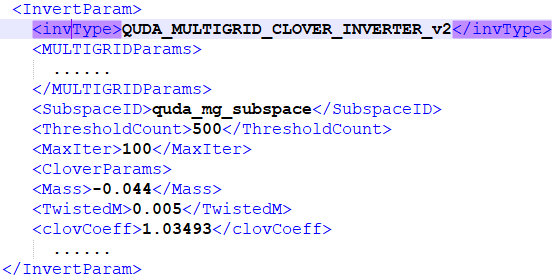 <InvertParam>
<invType>QUDA_MULTIGRID_CLOVER_INVERTER_v2</invType>
<MULTIGRIDParams>
......
</MULTIGRIDParams>
<SubspaceID>quda_mg_subspace</SubspaceID>
<ThresholdCount>500</ThresholdCount>
<MaxIter>100</MaxIter>
<CloverParams>
<Mass>-0.044</Mass>
<TwistedM>0.005</TwistedM>
<clovCoeff>1.03493</clovCoeff>
......
</InvertParam>